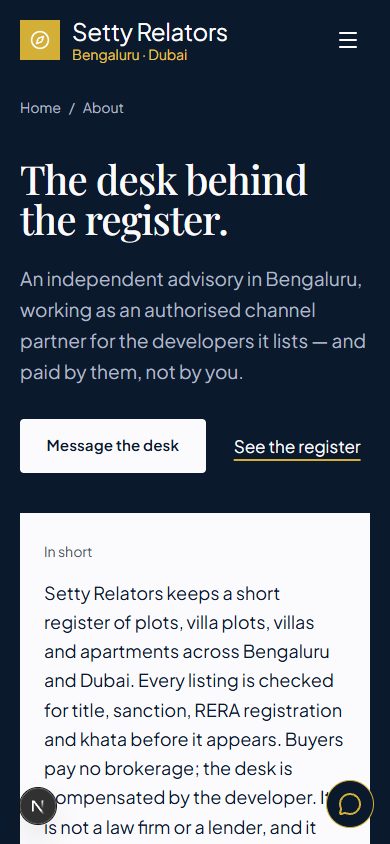 Setty Relators
Bengaluru · Dubai
Home / About
The desk behind
the register.
An independent advisory in Bengaluru,
working as an authorised channel
partner for the developers it lists — and
paid by them, not by you.
Message the desk
See the register
In short
Setty Relators keeps a short
register of plots, villa plots, villas
and apartments across Bengaluru
and Dubai. Every listing is checked
for title, sanction, RERA registration
and khata before it appears. Buyers
pay no brokerage; the desk is
compensated by the developer. It
is not a law firm or a lender, and it
N